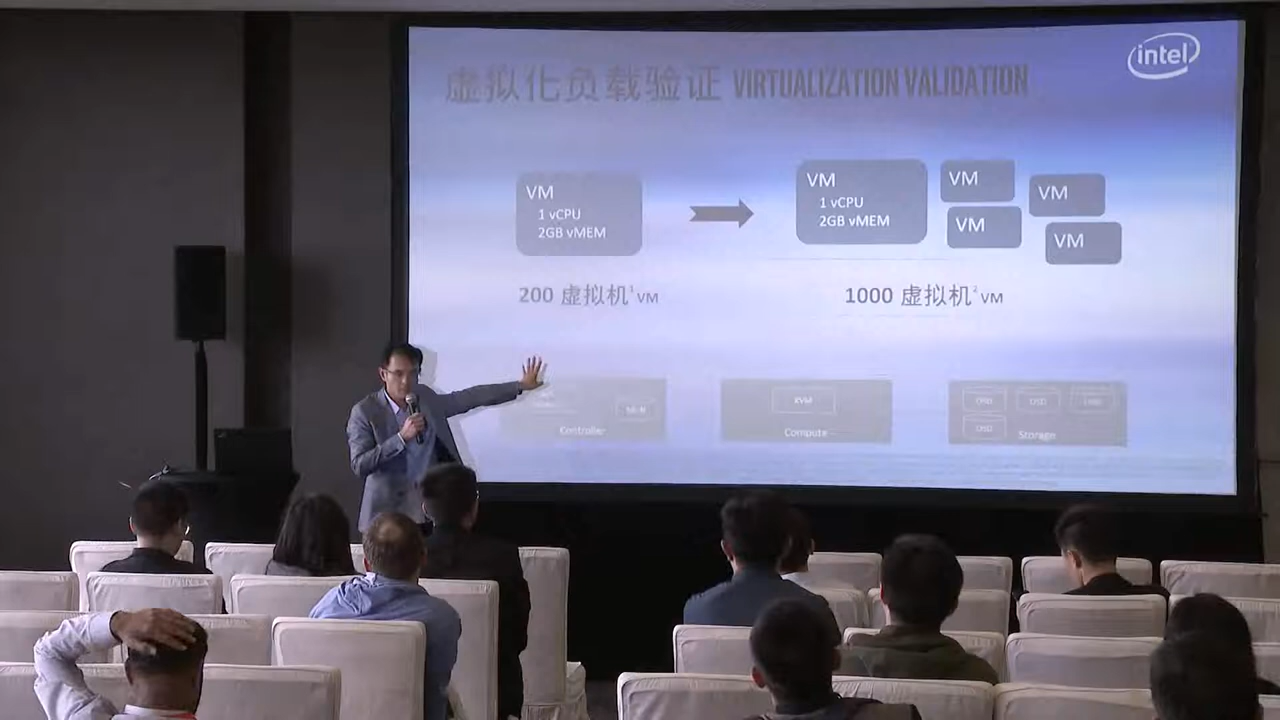 intel
虚拟化负载验证 VIRTUALIZATION VALIDATION
VM
1 vCPU
2GB vMEM
VM
1 vCPU
2GB vMEM
VM
VM
VM
VM
200 虚拟机¹ VM
1000 虚拟机² VM
Controller
KVM
Compute
OSD
OSD
OSD
Storage